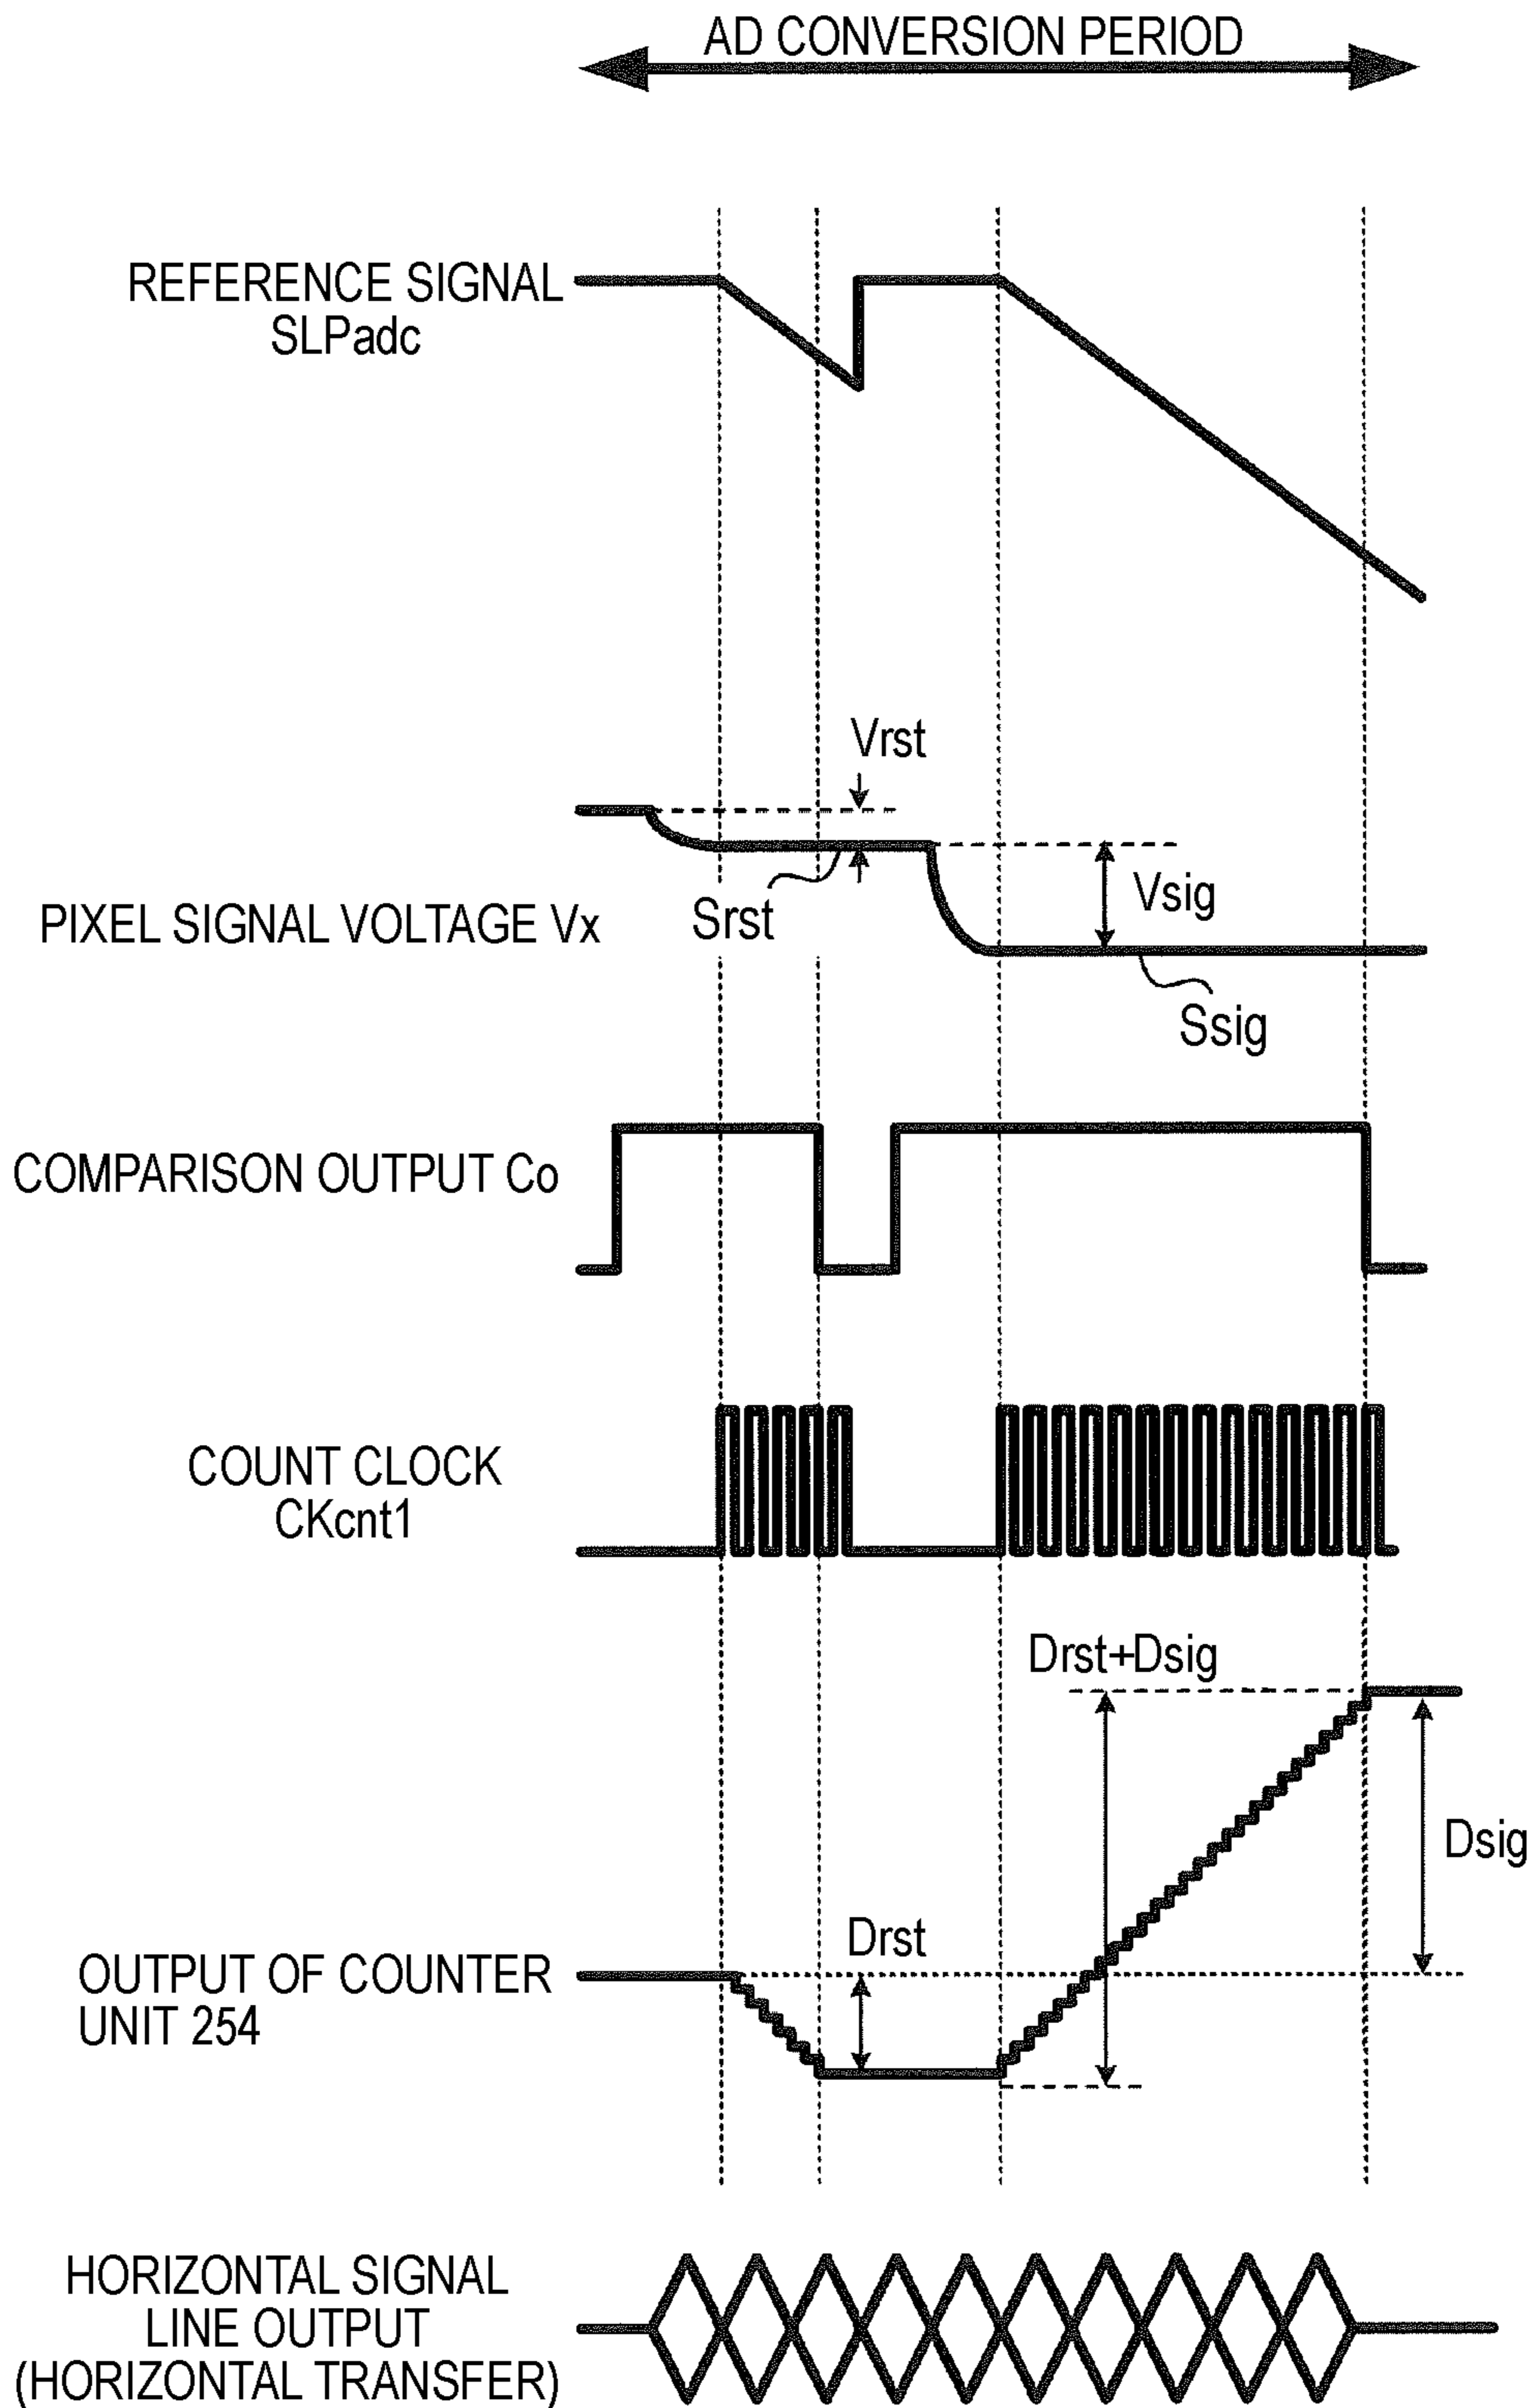 AD CONVERSION PERIOD
REFERENCE SIGNAL
SLPadc
Vrst
Vsig
Srst
PIXEL SIGNAL VOLTAGE Vx
Ssig
COMPARISON OUTPUT Co
COUNT CLOCK
CKcnt1
Drst+Dsig
Dsig
Drst
OUTPUT OF COUNTER
UNIT 254
HORIZONTAL SIGNAL
LINE OUTPUT
(HORIZONTAL TRANSFER)